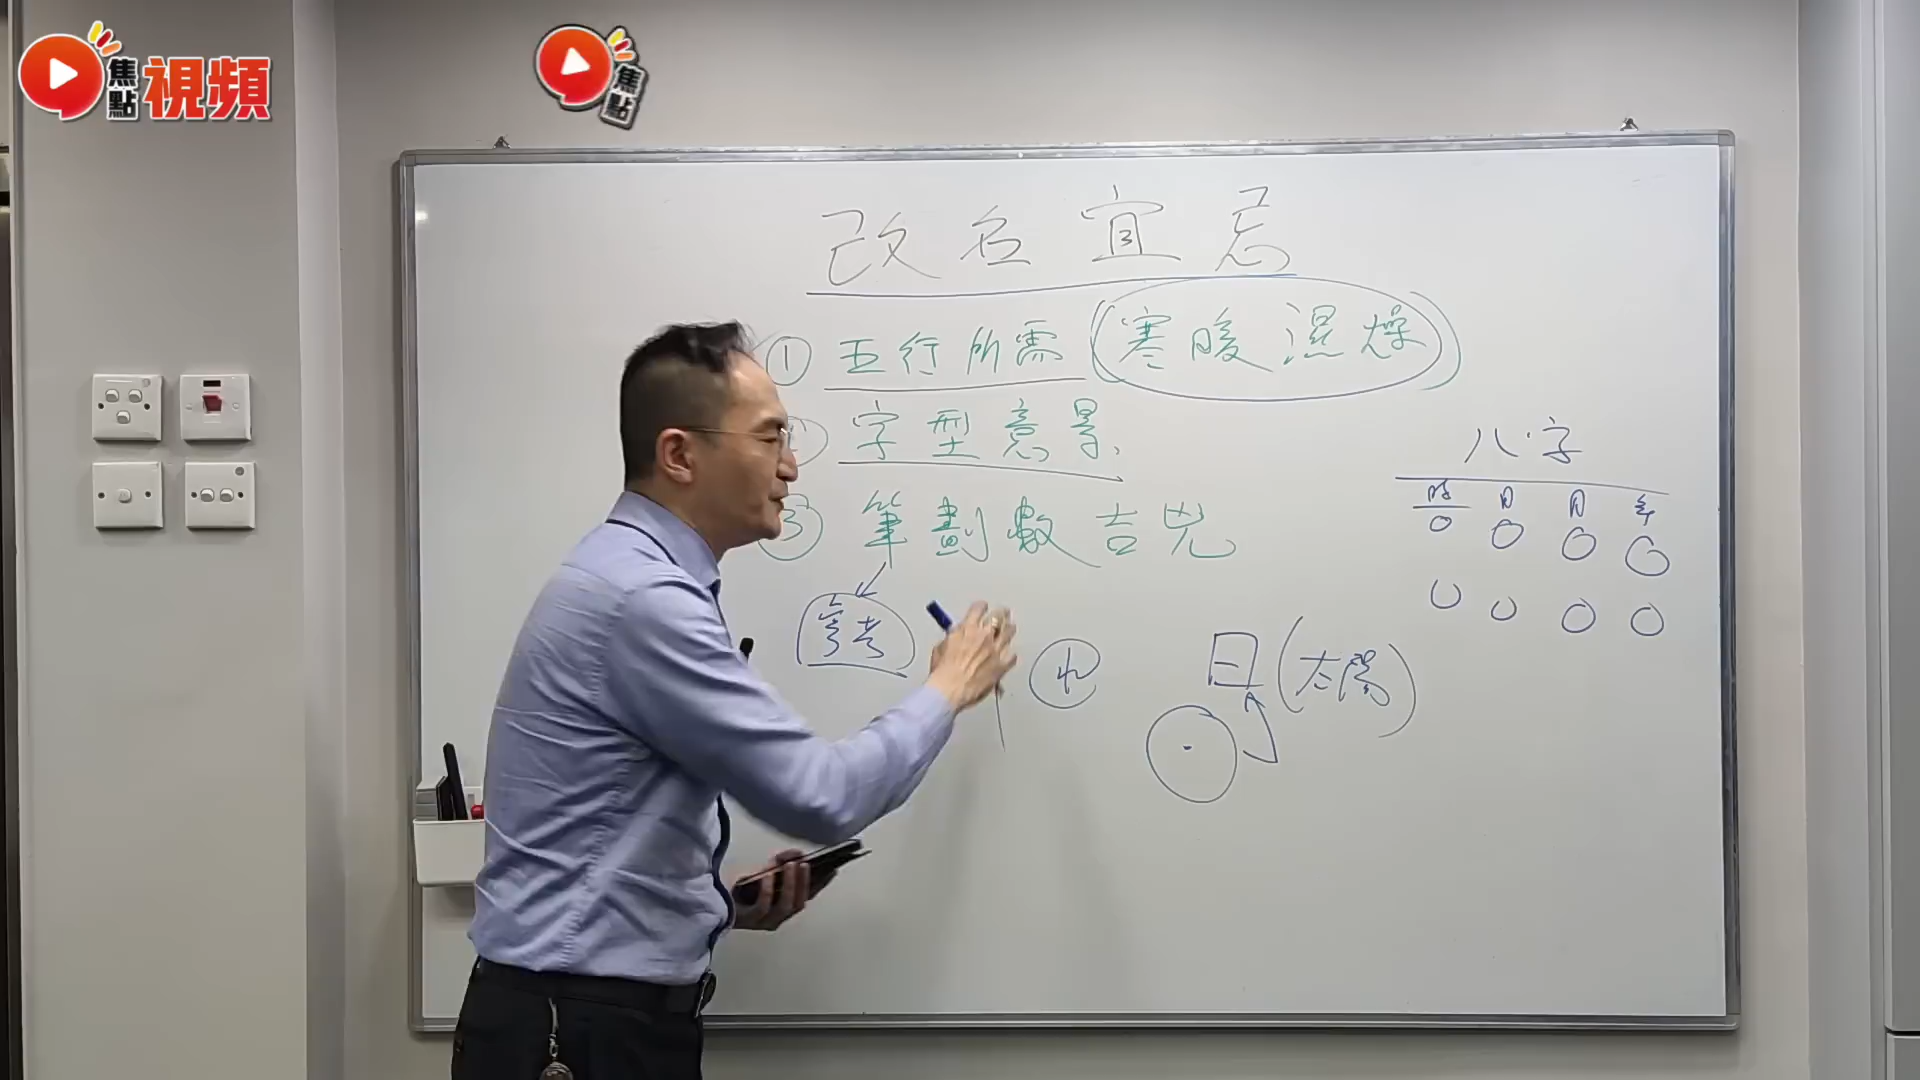 焦點視頻
焦點
改名宜忌
① 五行所需 (寒暖濕燥)
字型意景
③ 筆劃數吉兇
八字
時 日 月 年
參考
水
日(太陽)